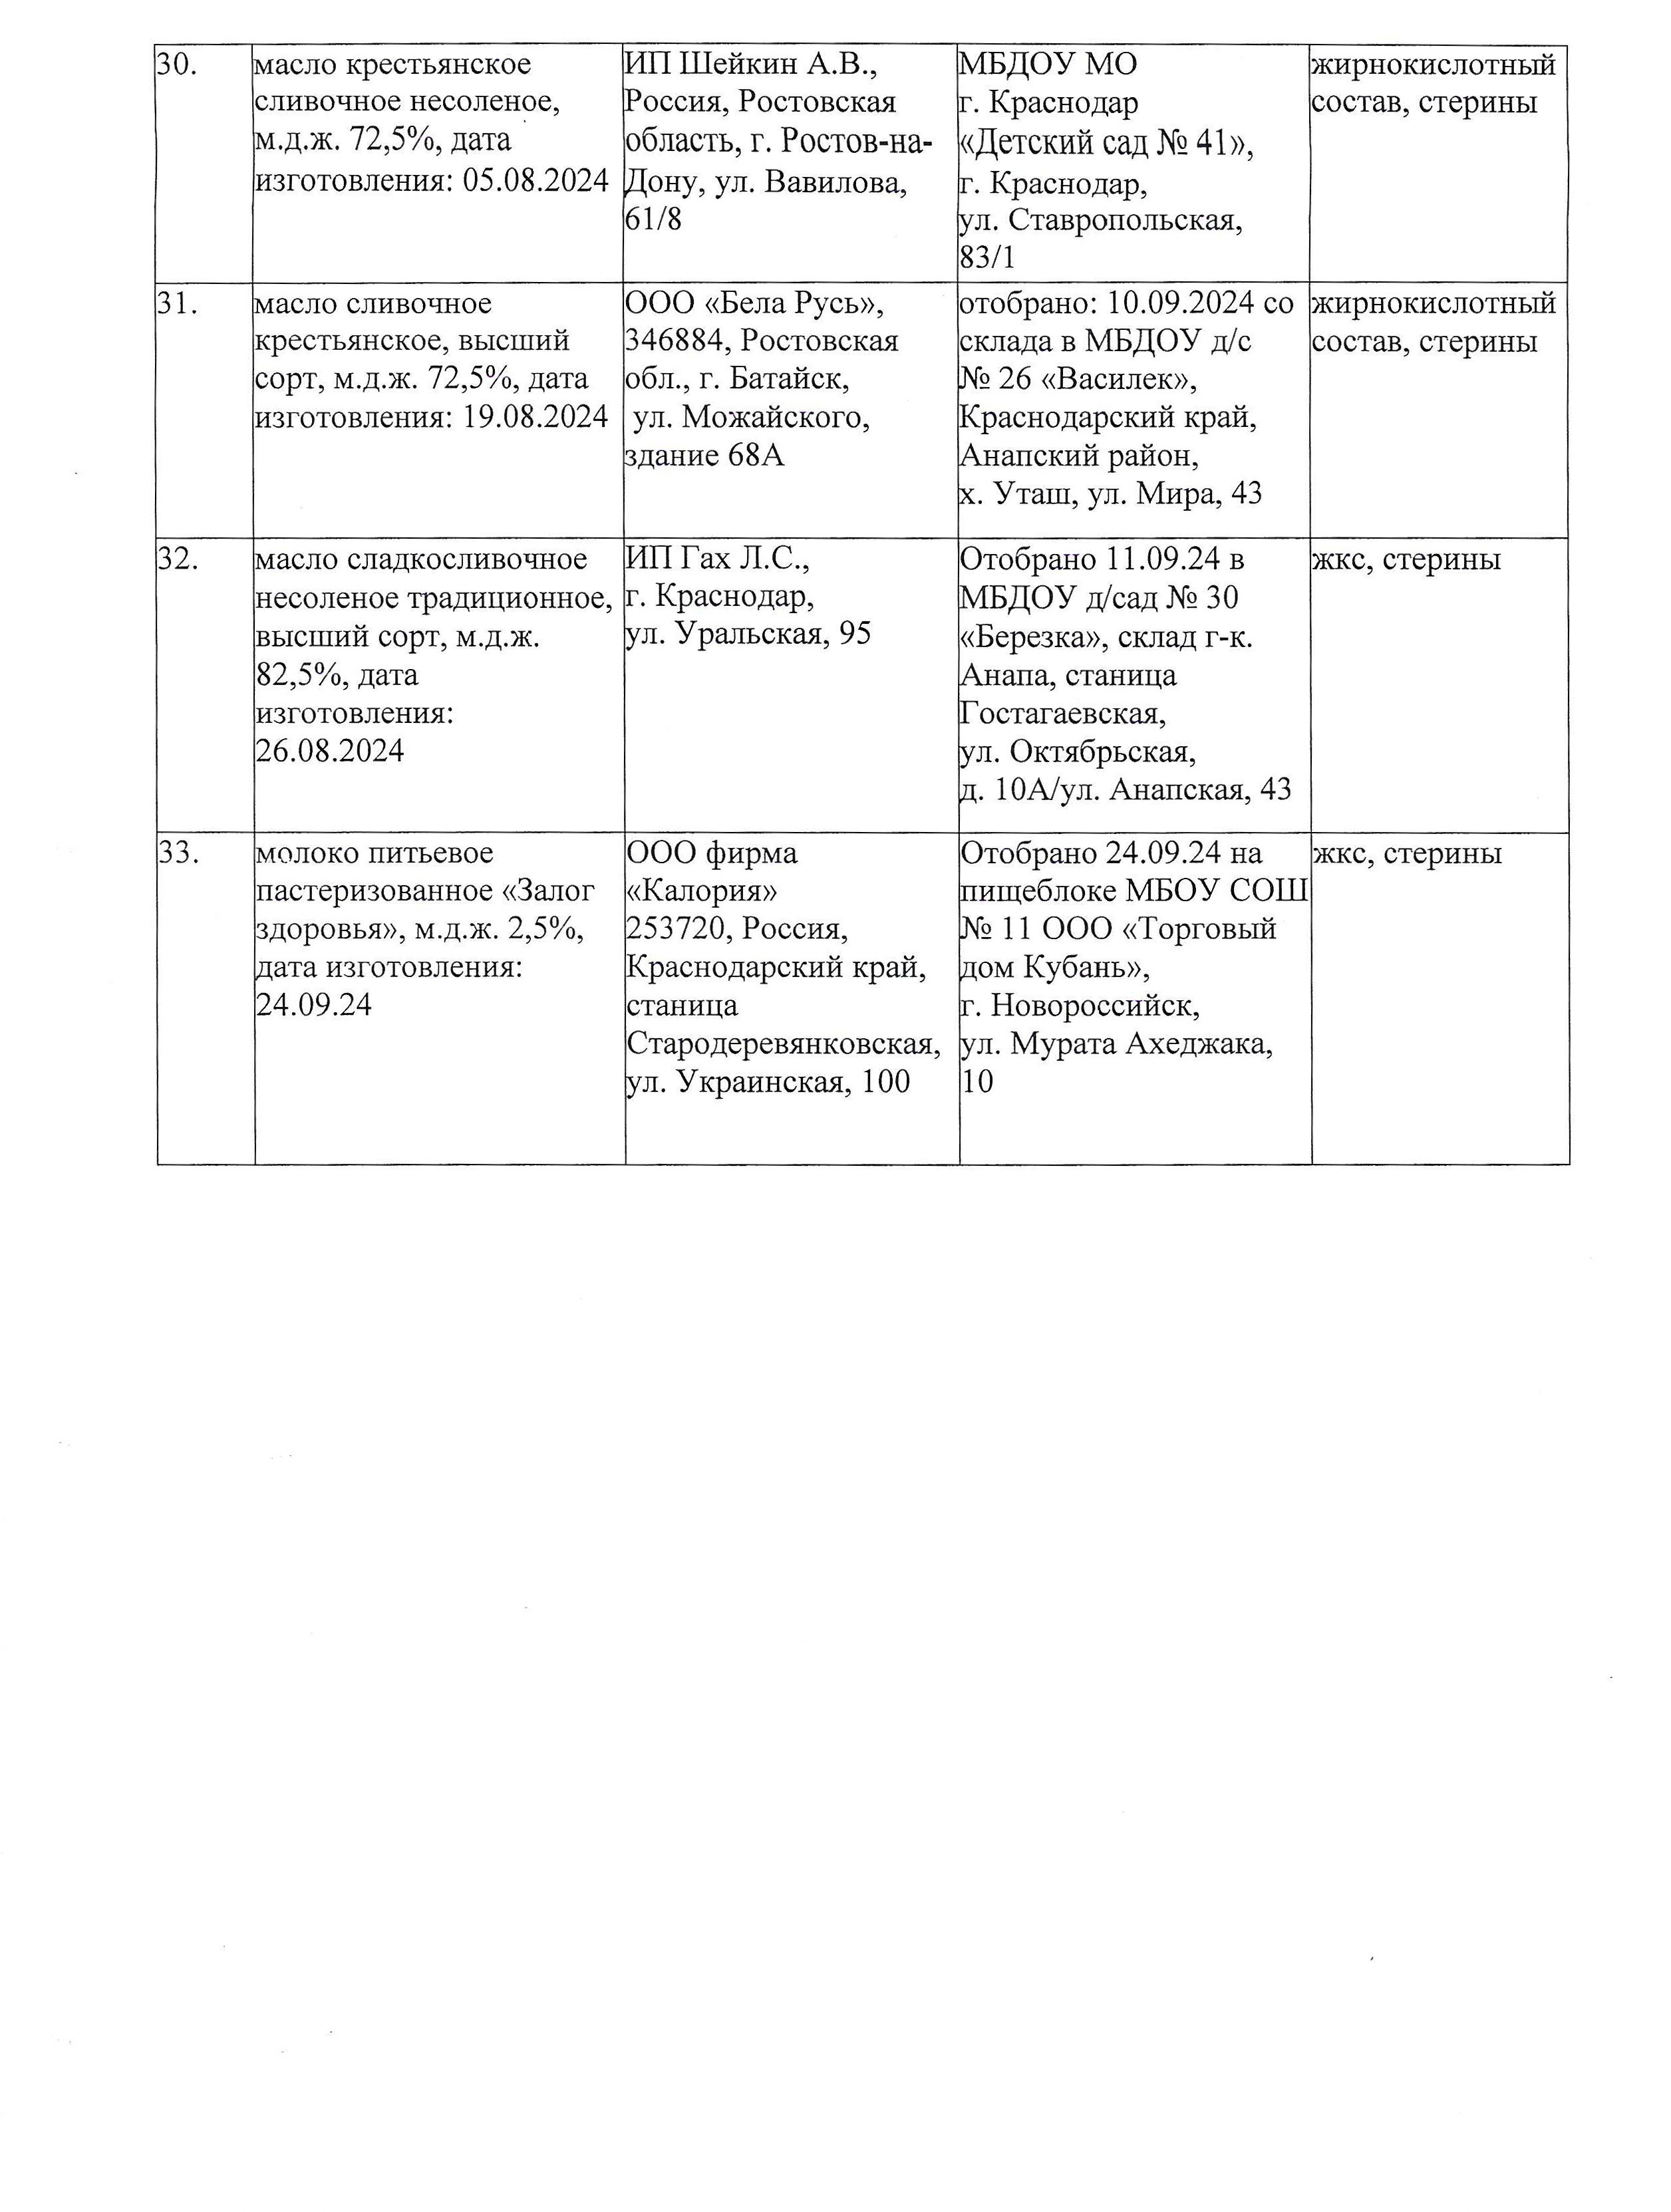 30.
масло крестьянское
сливочное несоленое,
м.д.ж. 72,5%, дата
изготовления: 05.08.2024
ИП Шейкин А.В.,
Россия, Ростовская
область, г. Ростов-на-
Дону, ул. Вавилова,
61/8
МБДОУ МО
г. Краснодар
«Детский сад № 41»,
г. Краснодар,
ул. Ставропольская,
83/1
жирнокислотный
состав, стерины
31.
масло сливочное
крестьянское, высший
сорт, м.д.ж. 72,5%, дата
изготовления: 19.08.2024
ООО «Бела Русь»,
346884, Ростовская
обл., г. Батайск,
ул. Можайского,
здание 68А
отобрано: 10.09.2024 со
склада в МБДОУ д/с
№ 26 «Василек»,
Краснодарский край,
Анапский район,
х. Уташ, ул. Мира, 43
жирнокислотный
состав, стерины
32.
масло сладкосливочное
несоленое традиционное,
высший сорт, м.д.ж.
82,5%, дата
изготовления:
26.08.2024
ИП Гах Л.С.,
г. Краснодар,
ул. Уральская, 95
Отобрано 11.09.24 в
МБДОУ д/сад № 30
«Березка», склад г-к.
Анапа, станица
Гостагаевская,
ул. Октябрьская,
д. 10А/ул. Анапская, 43
жкс, стерины
33.
молоко питьевое
пастеризованное «Залог
здоровья», м.д.ж. 2,5%,
дата изготовления:
24.09.24
ООО фирма
«Калория»
253720, Россия,
Краснодарский край,
станица
Стародеревянковская,
ул. Украинская, 100
Отобрано 24.09.24 на
пищеблоке МБОУ СОШ
№ 11 ООО «Торговый
дом Кубань»,
г. Новороссийск,
ул. Мурата Ахеджака,
10
жкс, стерины